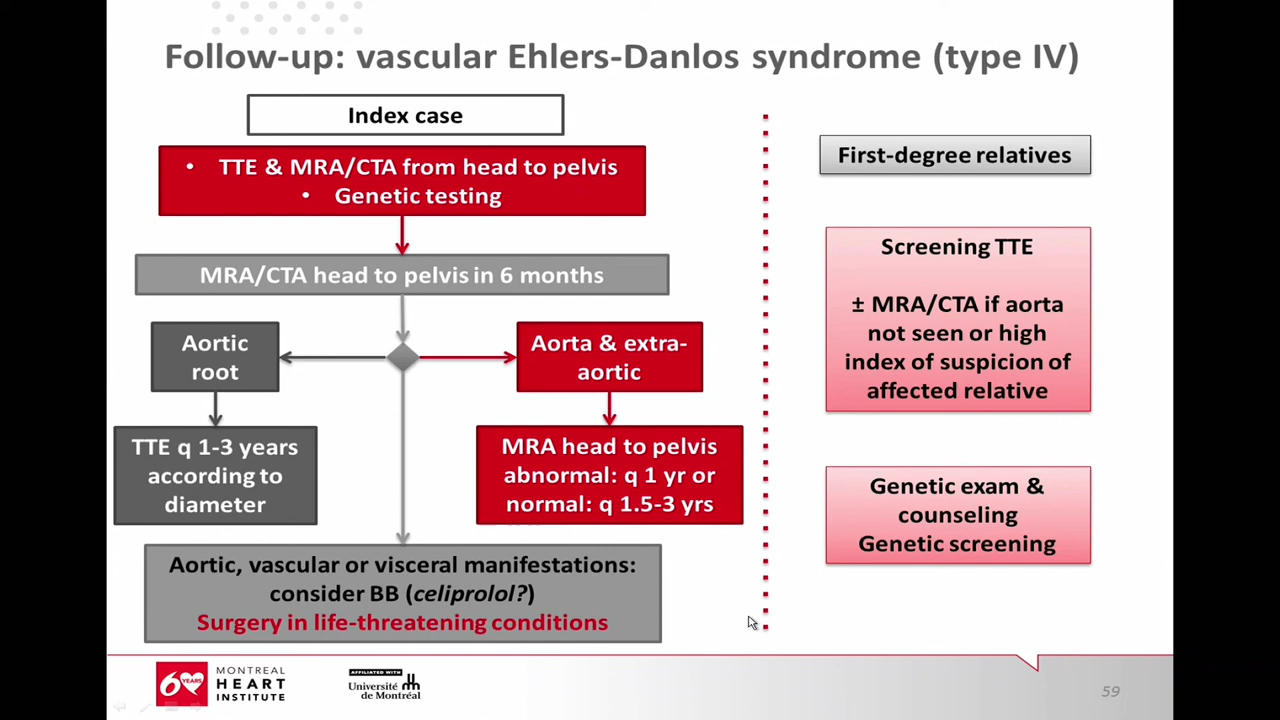 Follow-up: vascular Ehlers-Danlos syndrome (type IV)
Index case
• TTE & MRA/CTA from head to pelvis
• Genetic testing
MRA/CTA head to pelvis in 6 months
Aortic
root
Aorta & extra-
aortic
TTE q 1-3 years
according to
diameter
MRA head to pelvis
abnormal: q 1 yr or
normal: q 1.5-3 yrs
Aortic, vascular or visceral manifestations:
consider BB (celiprolol?)
Surgery in life-threatening conditions
First-degree relatives
Screening TTE
± MRA/CTA if aorta
not seen or high
index of suspicion of
affected relative
Genetic exam &
counseling
Genetic screening
60 YEARS
MONTREAL
HEART
INSTITUTE
AFFILIATED WITH
Université
de Montréal
59